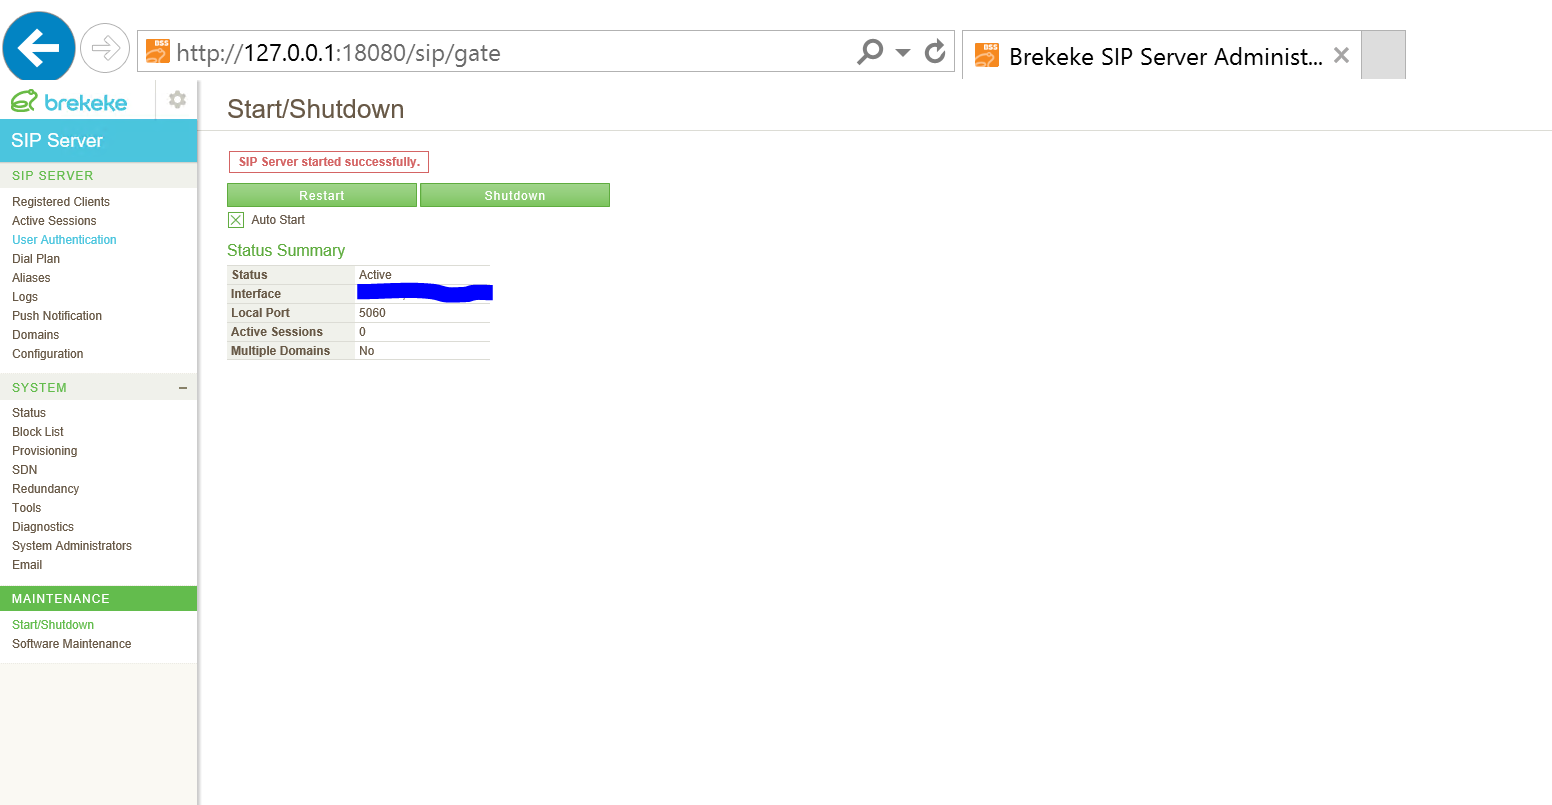 http://127.0.0.1:18080/sip/gate
BSS
Brekeke SIP Server Administ...
brekeke
SIP Server
SIP SERVER
Registered Clients
Active Sessions
User Authentication
Dial Plan
Aliases
Logs
Push Notification
Domains
Configuration
SYSTEM
Status
Block List
Provisioning
SDN
Redundancy
Tools
Diagnostics
System Administrators
Email
MAINTENANCE
Start/Shutdown
Software Maintenance
Start/Shutdown
SIP Server started successfully.
Restart Shutdown
Auto Start
Status Summary
Status Active
Interface
Local Port 5060
Active Sessions 0
Multiple Domains No